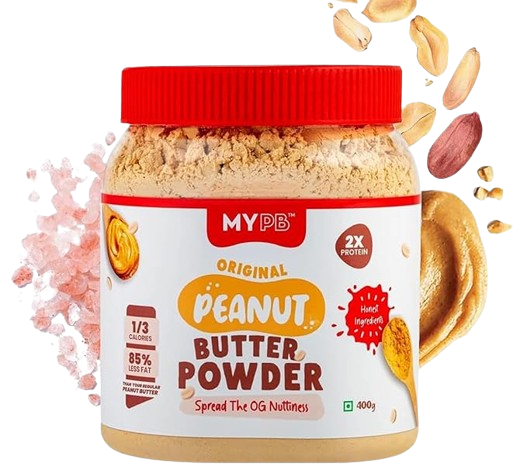 MYPB™
2X
PROTEIN
ORIGINAL
PEANUT
BUTTER
POWDER
Spread The OG Nuttiness
1/3
CALORIES
85%
LESS FAT
THAN YOUR REGULAR
PEANUT BUTTER
Honest
Ingredients
400g